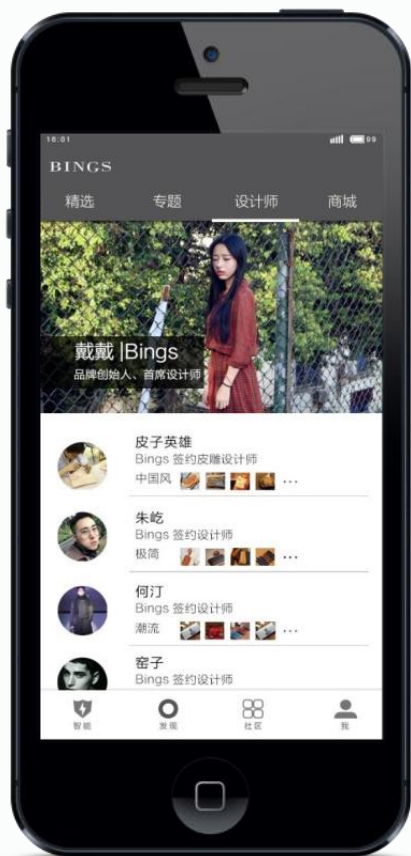 16:01
99
BINGS
精选 专题 设计师 商城
戴戴 |Bings
品牌创始人、首席设计师
皮子英雄
Bings 签约皮雕设计师
中国风 ...
朱屹
Bings 签约设计师
极简 ...
何汀
Bings 签约设计师
潮流 ...
窑子
Bings 签约设计师
智能 发现 社区 我